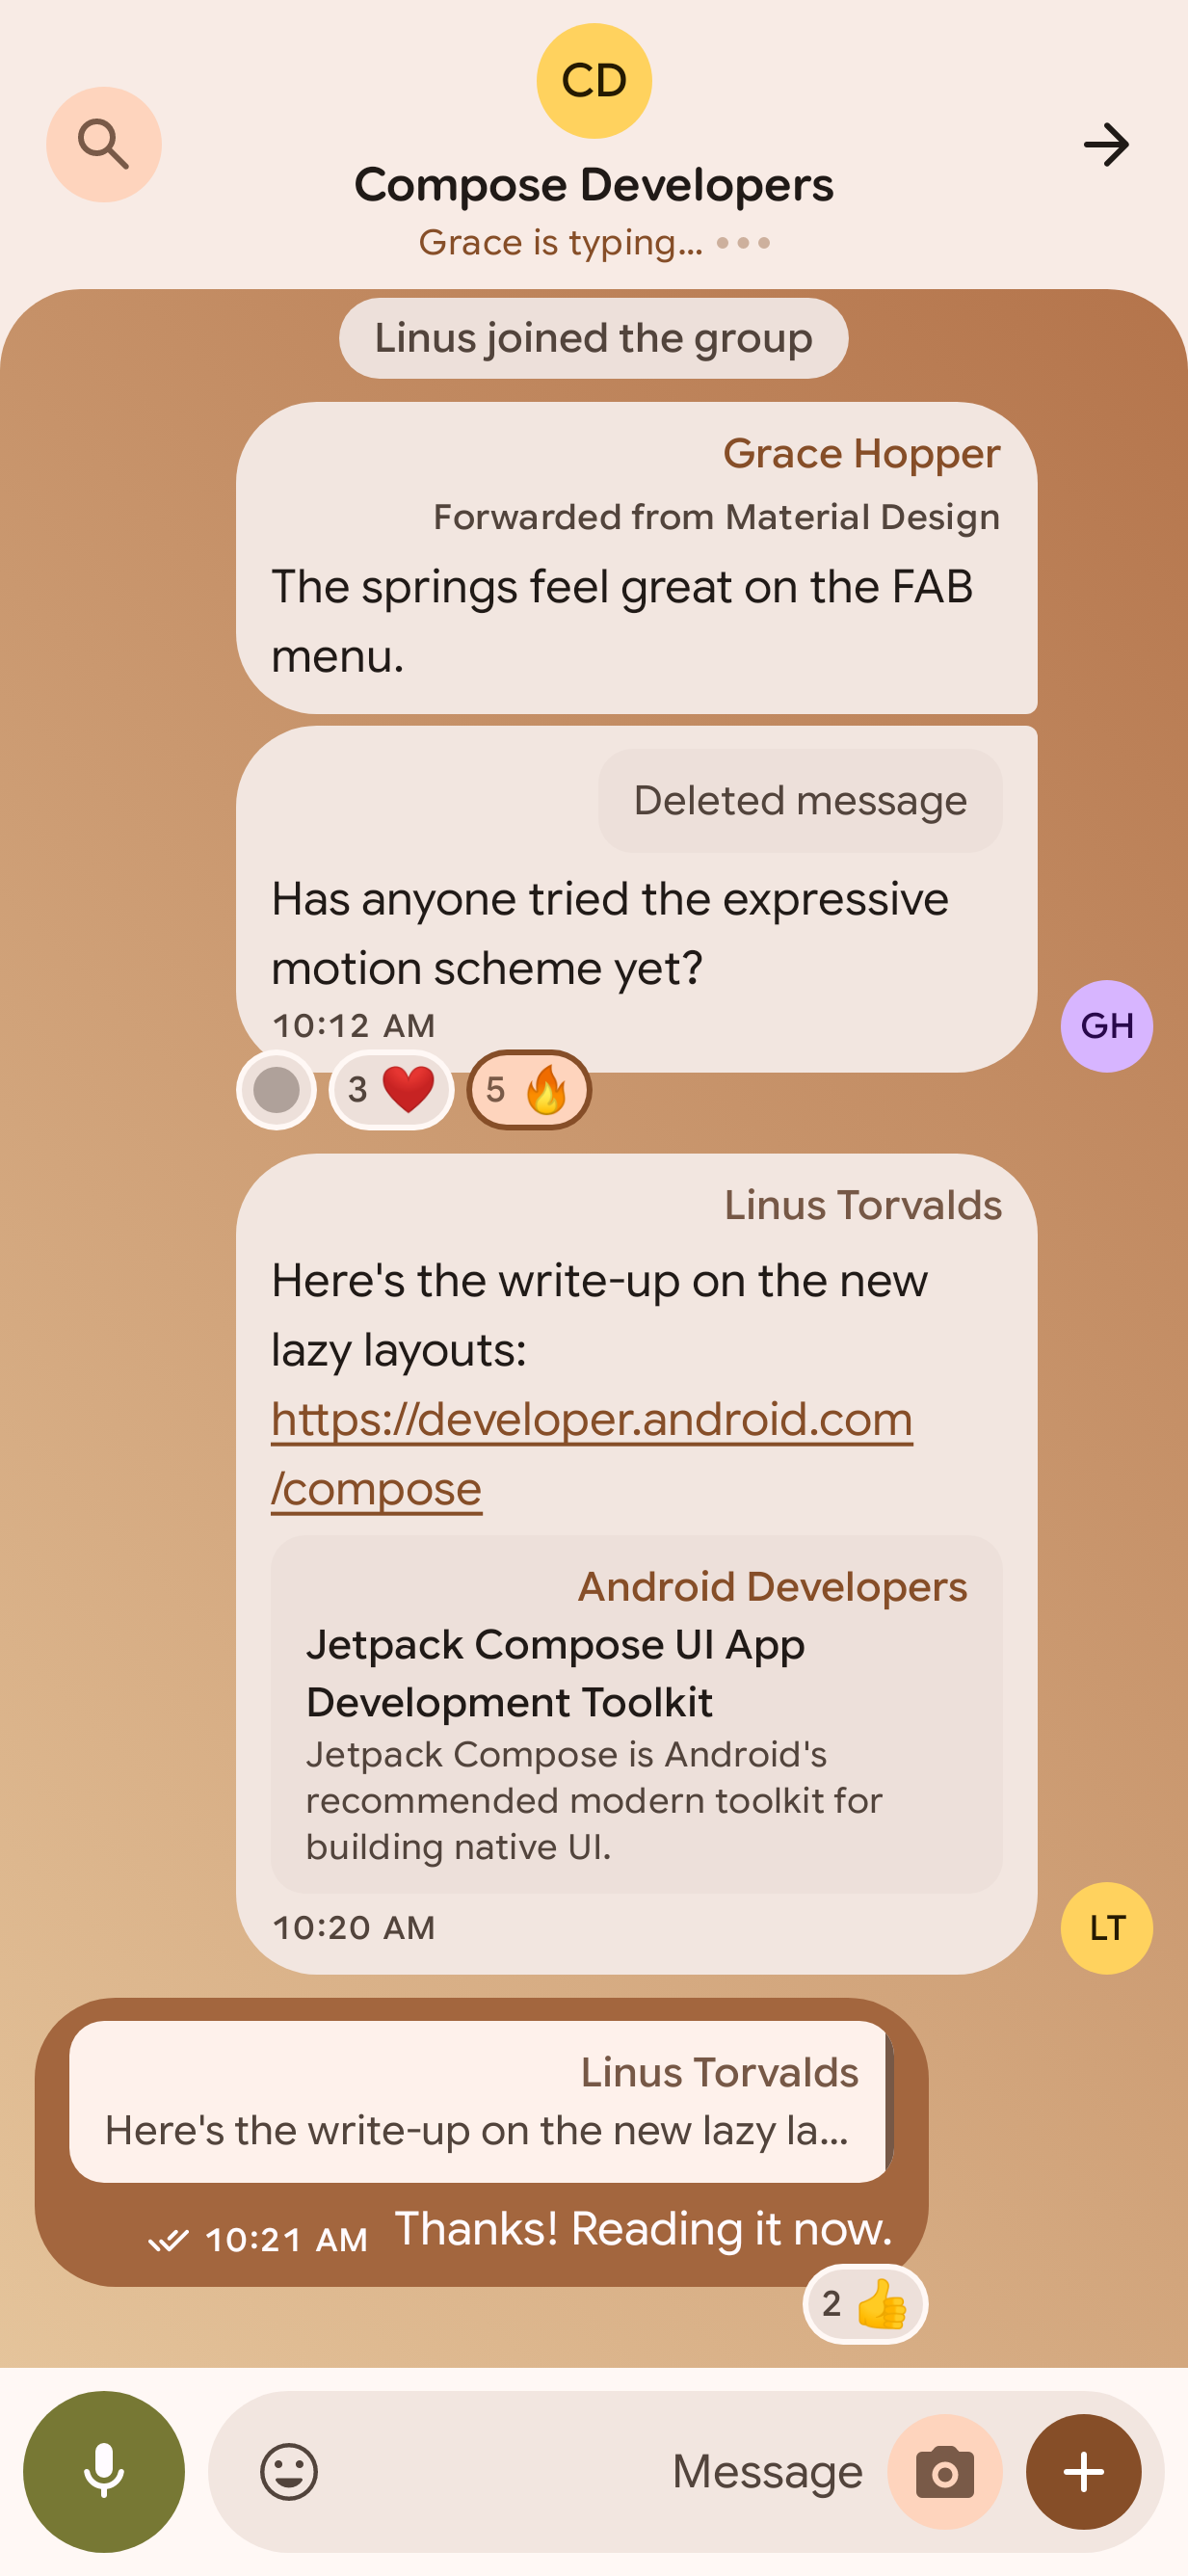 CD
Compose Developers
Grace is typing...
Linus joined the group
Grace Hopper
Forwarded from Material Design
The springs feel great on the FAB
menu.
Deleted message
Has anyone tried the expressive
motion scheme yet?
10:12 AM
GH
3 ❤️
5 🔥
Linus Torvalds
Here's the write-up on the new
lazy layouts:
https://developer.android.com
/compose
Android Developers
Jetpack Compose UI App
Development Toolkit
Jetpack Compose is Android's
recommended modern toolkit for
building native UI.
10:20 AM
LT
Linus Torvalds
Here's the write-up on the new lazy la...
Thanks! Reading it now.
10:21 AM
2 👍
Message